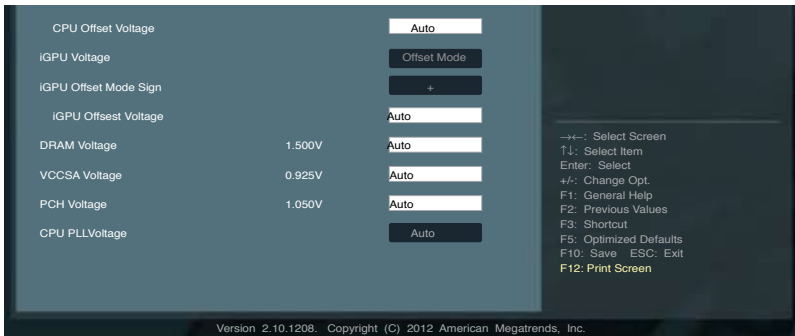 CPU Offset Voltage Auto
iGPU Voltage Offset Mode
iGPU Offset Mode Sign +
iGPU Offsest Voltage Auto
DRAM Voltage 1.500V Auto
VCCSA Voltage 0.925V Auto
PCH Voltage 1.050V Auto
CPU PLLVoltage Auto
→←: Select Screen
↑↓: Select Item
Enter: Select
+/-: Change Opt.
F1: General Help
F2: Previous Values
F3: Shortcut
F5: Optimized Defaults
F10: Save ESC: Exit
F12: Print Screen
Version 2.10.1208. Copyright (C) 2012 American Megatrends, Inc.